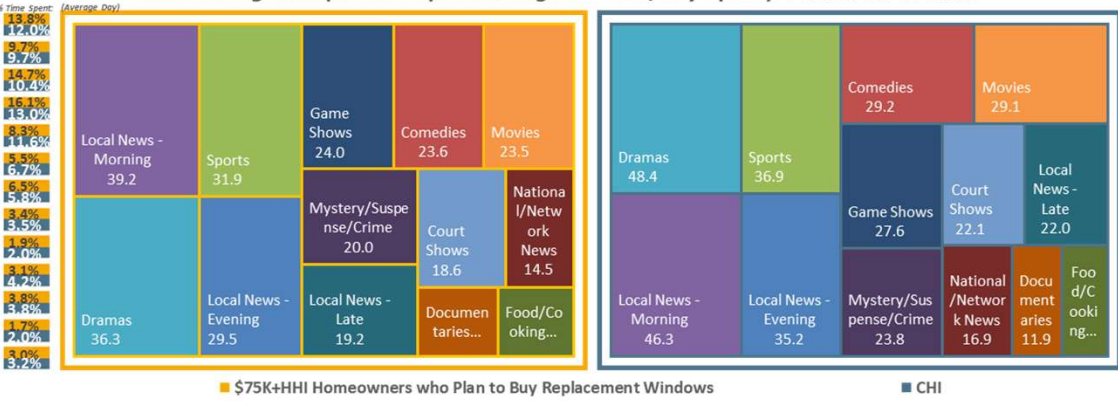 % Time Spent: (Average Day)
13.8%
12.0%
9.7%
9.7%
14.7%
10.4%
16.1%
13.0%
8.3%
11.6%
5.5%
6.7%
6.5%
5.8%
3.4%
3.5%
1.9%
2.0%
3.1%
4.2%
3.8%
3.8%
1.7%
2.0%
3.0%
3.2%
Local News -
Morning
39.2
Sports
31.9
Game
Shows
24.0
Comedies
23.6
Movies
23.5
Dramas
36.3
Local News -
Evening
29.5
Mystery/Suspe
nse/Crime
20.0
Court
Shows
18.6
Nationa
l/Netw
ork
News
14.5
Local News -
Late
19.2
Documen
taries...
Food/Co
oking...
Dramas
48.4
Sports
36.9
Comedies
29.2
Movies
29.1
Game Shows
27.6
Court
Shows
22.1
Local
News -
Late
22.0
Local News -
Morning
46.3
Local News -
Evening
35.2
Mystery/Sus
pense/Crime
23.8
National
/Networ
k News
16.9
Docu
ment
aries
11.9
Foo
d/C
ooki
ng...
$75K+HHI Homeowners who Plan to Buy Replacement Windows
CHI